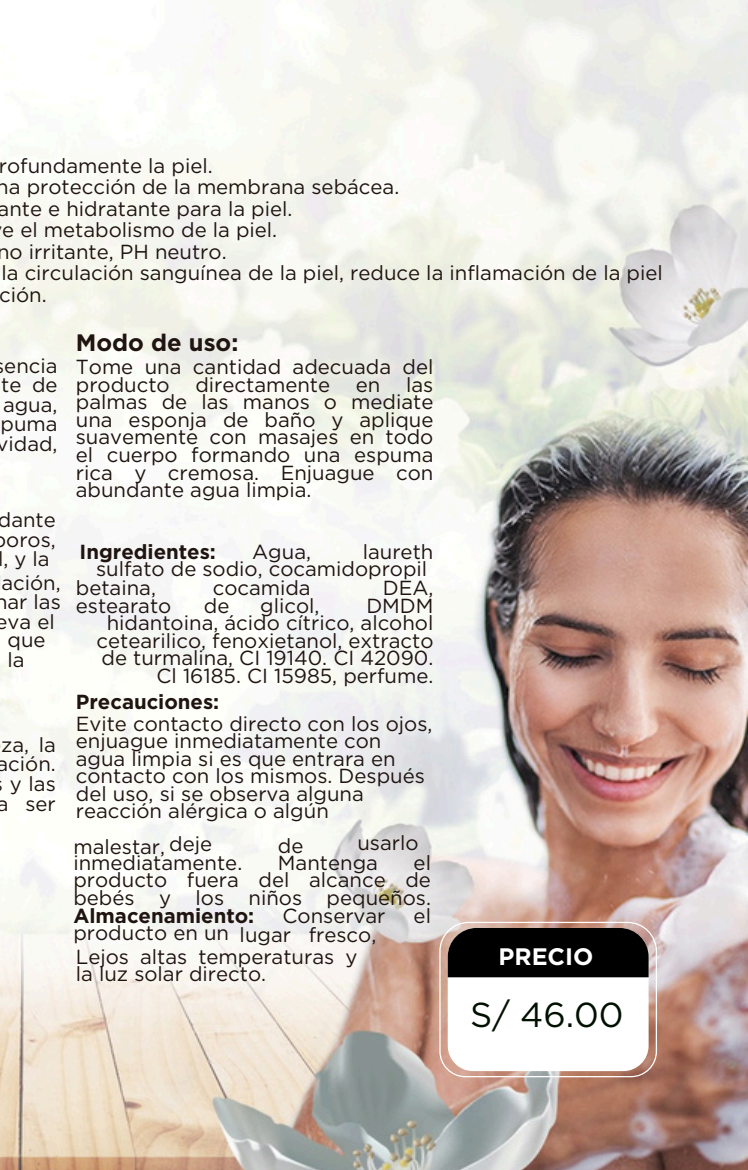 rofundamente la piel.
na protección de la membrana sebácea.
ante e hidratante para la piel.
ve el metabolismo de la piel.
no irritante, PH neutro.
la circulación sanguínea de la piel, reduce la inflamación de la piel
ción.
sencia
te de
agua,
puma
vidad,
dante
poros,
l, y la
ación,
nar las
eva el
que
la
za, la
ación.
s y las
a ser
Modo de uso:
Tome una cantidad adecuada del
producto directamente en las
palmas de las manos o mediate
una esponja de baño y aplique
suavemente con masajes en todo
el cuerpo formando una espuma
rica y cremosa. Enjuague con
abundante agua limpia.
Ingredientes: Agua, laureth
sulfato de sodio, cocamidopropil
betaina, cocamida DEA,
estearato de glicol, DMDM
hidantoina, ácido cítrico, alcohol
cetearilico, fenoxietanol, extracto
de turmalina, CI 19140. CI 42090.
CI 16185. CI 15985, perfume.
Precauciones:
Evite contacto directo con los ojos,
enjuague inmediatamente con
agua limpia si es que entrara en
contacto con los mismos. Después
del uso, si se observa alguna
reacción alérgica o algún
malestar, deje de usarlo
inmediatamente. Mantenga el
producto fuera del alcance de
bebés y los niños pequeños.
Almacenamiento: Conservar el
producto en un lugar fresco,
Lejos altas temperaturas y
la luz solar directo.
PRECIO
S/ 46.00